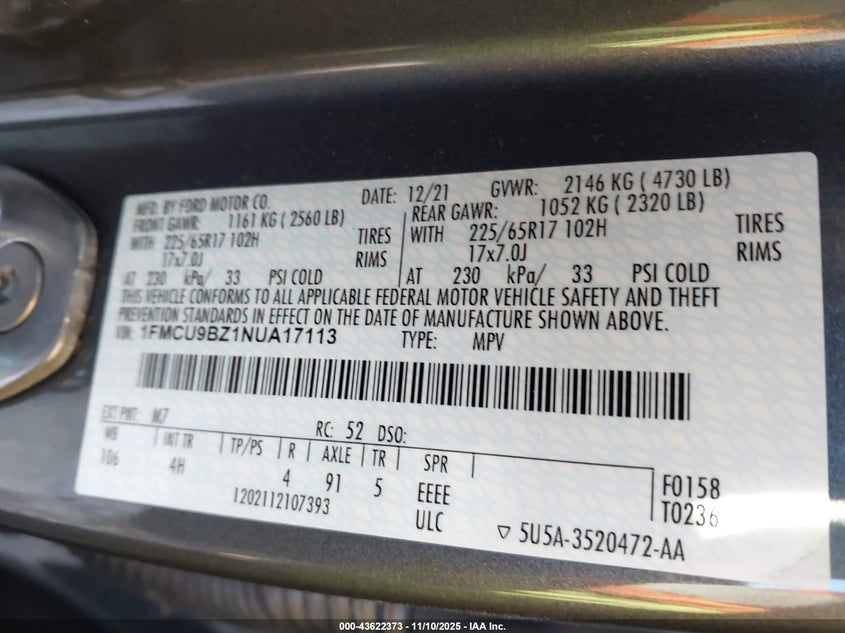 MFD. BY FORD MOTOR CO. DATE: 12/21 GVWR: 2146 KG ( 4730 LB)
FRONT GAWR: 1161 KG ( 2560 LB) REAR GAWR: 1052 KG ( 2320 LB)
WITH 225/65R17 102H TIRES WITH 225/65R17 102H TIRES
17x7.0J RIMS 17x7.0J RIMS
AT 230 kPa/ 33 PSI COLD AT 230 kPa/ 33 PSI COLD
THIS VEHICLE CONFORMS TO ALL APPLICABLE FEDERAL MOTOR VEHICLE SAFETY AND THEFT
PREVENTION STANDARDS IN EFFECT ON THE DATE OF MANUFACTURE SHOWN ABOVE.
VIN: 1FMCU9BZ1NUA17113 TYPE: MPV
EXT PNT: M7 RC: 52 DSO:
WB INT TR TP/PS R AXLE TR SPR
106 4H 4 91 5 EEEE F0158
1202112107393 ULC T0236
5U5A-3520472-AA
000-43622373 - 11/10/2025 - IAA Inc.